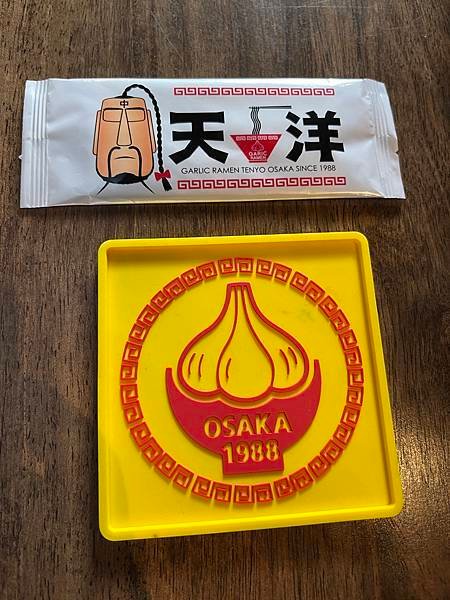 中
天洋
GARLIC
RAMEN
GARLIC RAMEN TENYO OSAKA SINCE 1988
OSAKA
1988